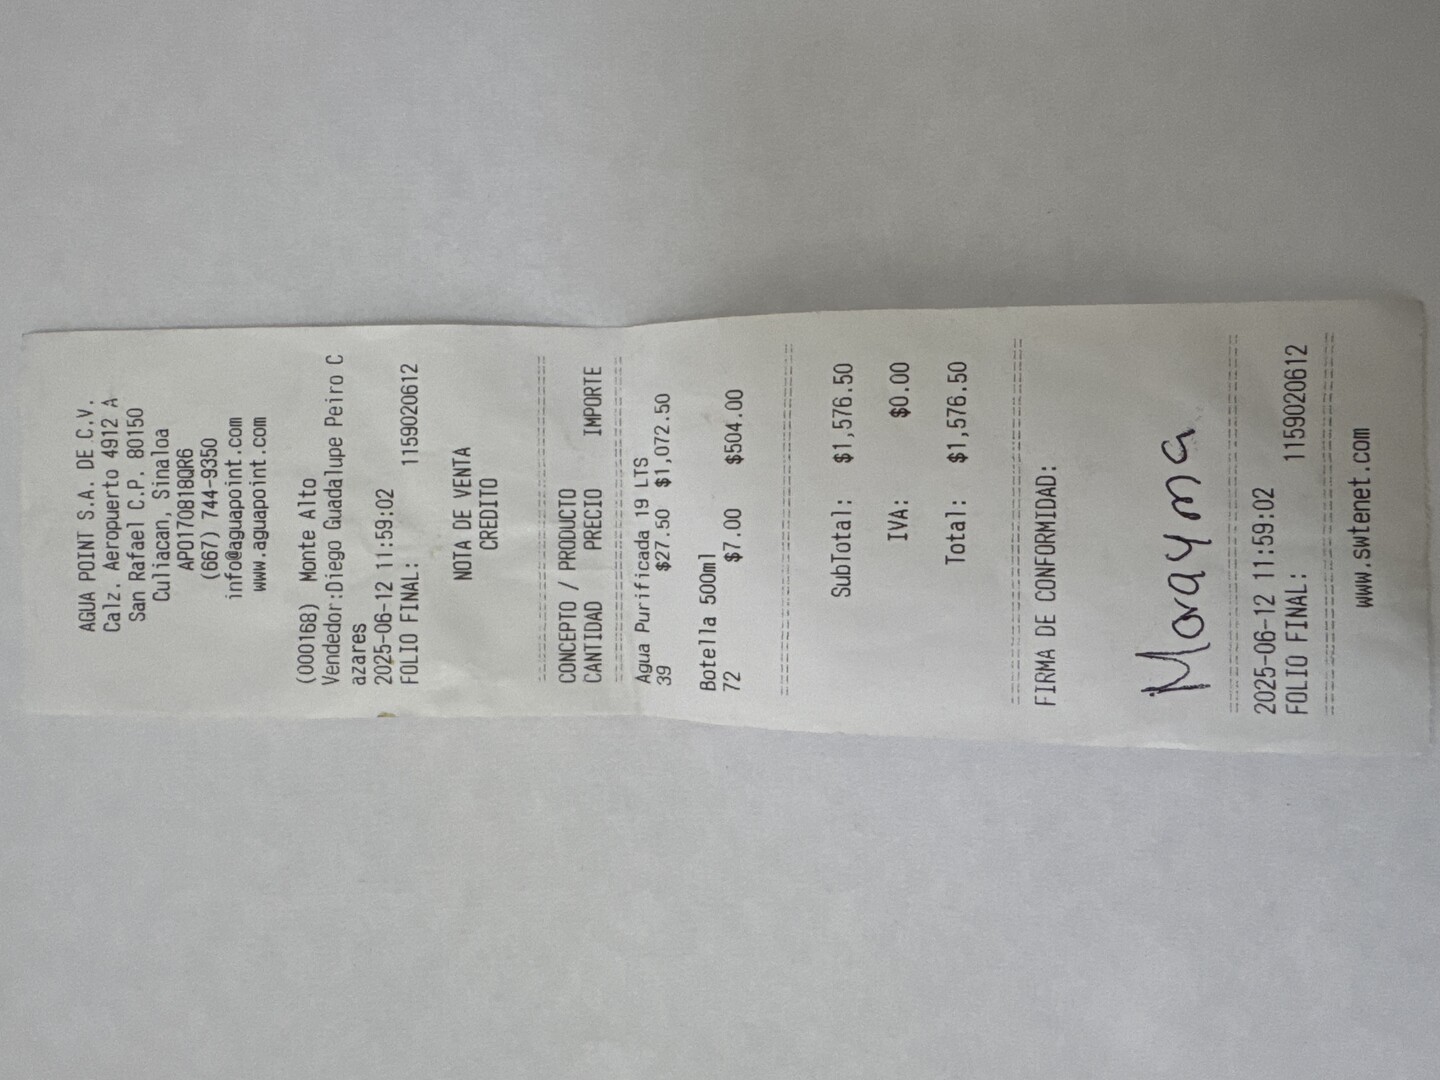 AGUA POINT S.A. DE C.V.
Calz. Aeropuerto 4912 A
San Rafael C.P. 80150
Culiacan, Sinaloa
APO170818QR6
(667) 744-9350
info@aguapoint.com
www.aguapoint.com
(000168) Monte Alto
Vendedor:Diego Guadalupe Peiro C
azares
2025-06-12 11:59:02
FOLIO FINAL: 1159020612
NOTA DE VENTA
CREDITO
================================
CONCEPTO / PRODUCTO
CANTIDAD PRECIO IMPORTE
================================
Agua Purificada 19 LTS
39 $27.50 $1,072.50
Botella 500ml
72 $7.00 $504.00
================================
SubTotal: $1,576.50
IVA: $0.00
Total: $1,576.50
================================
FIRMA DE CONFORMIDAD:
Morayma
================================
2025-06-12 11:59:02
FOLIO FINAL: 1159020612
================================
www.swtenet.com